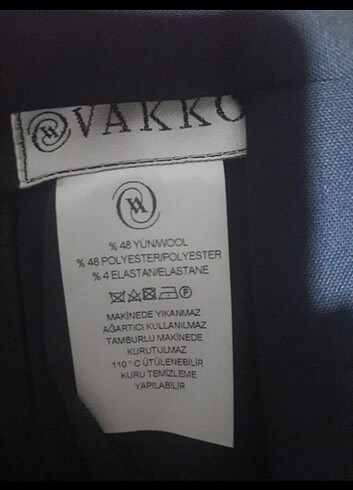 VAKKO
% 48 YÜN/WOOL
% 48 POLYESTER/POLYESTER
% 4 ELASTAN/ELASTANE
MAKİNEDE YIKANMAZ
AĞARTICI KULLANILMAZ
TAMBURLU MAKİNEDE
KURUTULMAZ
110 ° C ÜTÜLENEBİLİR
KURU TEMİZLEME
YAPILABİLİR